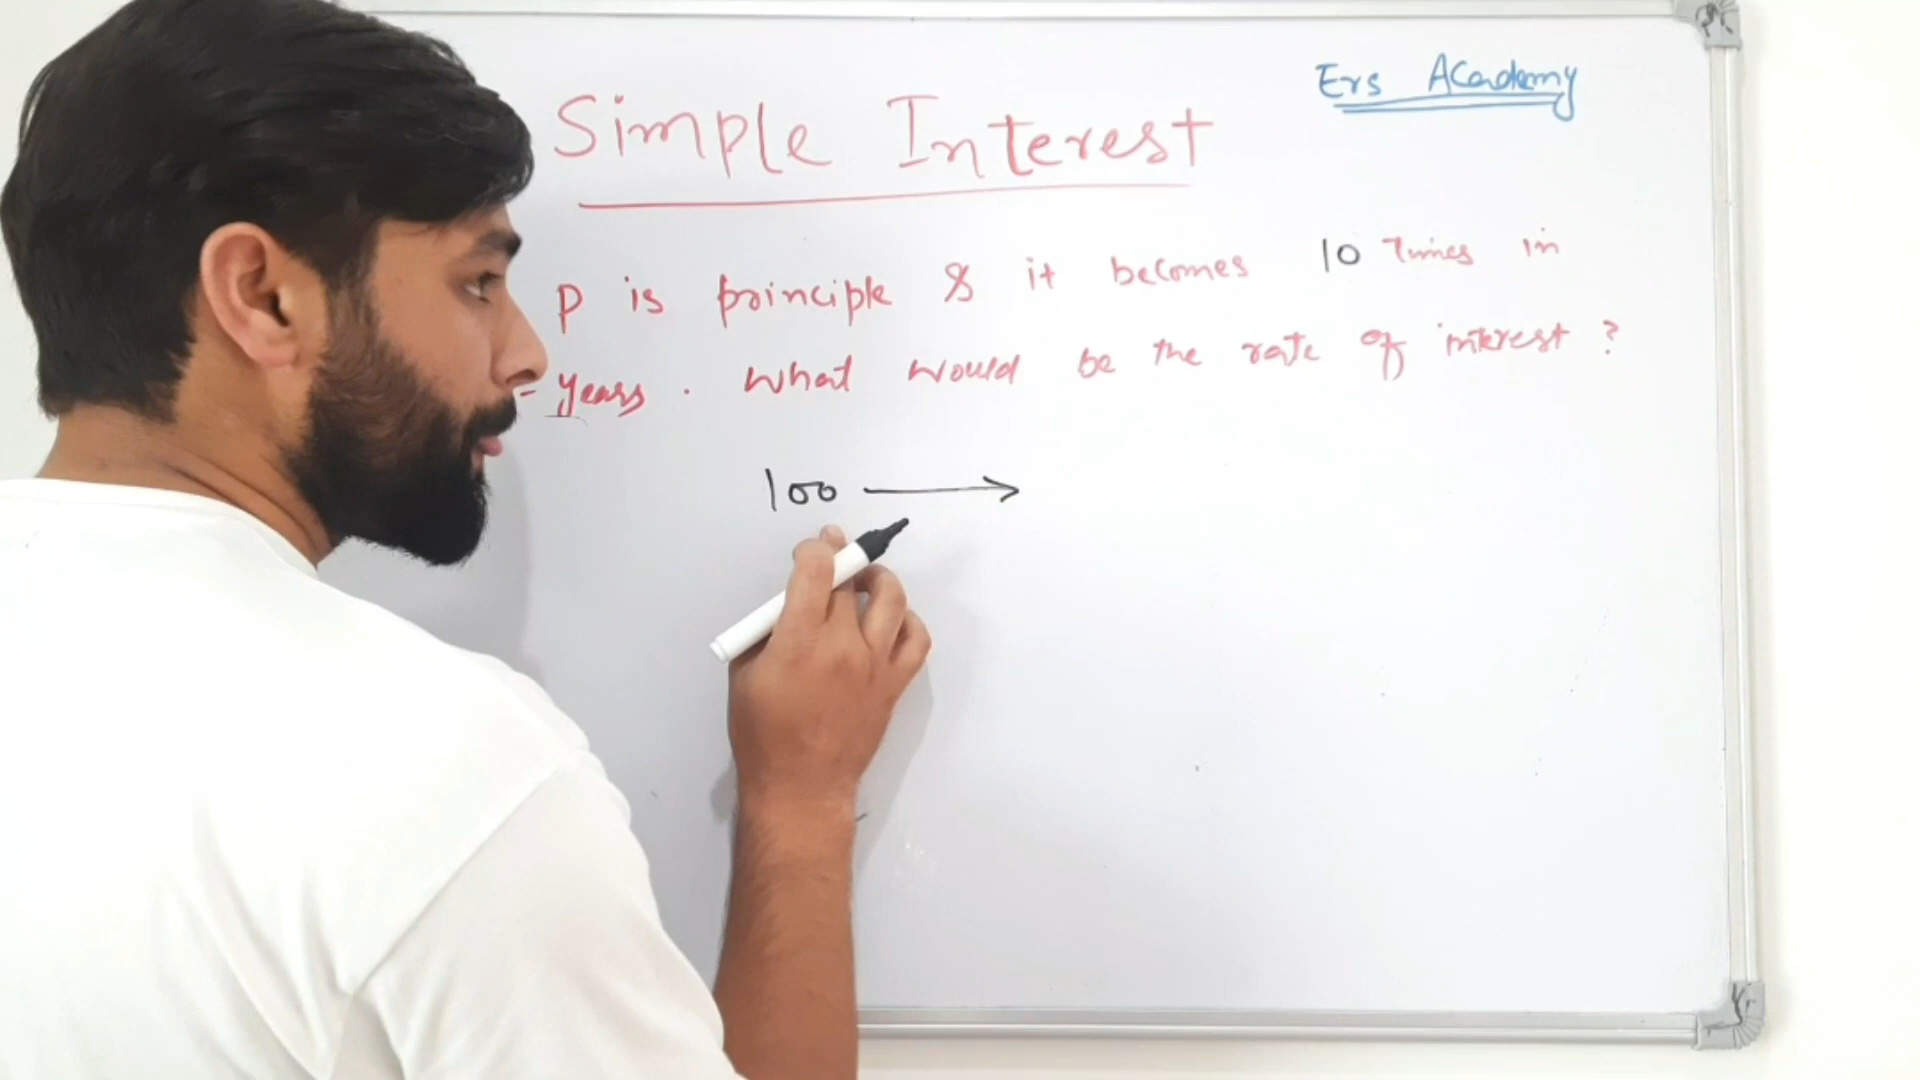 Ers Academy
Simple Interest
P is principle & it becomes 10 Times in
years. What would be the rate of interest?
100 →